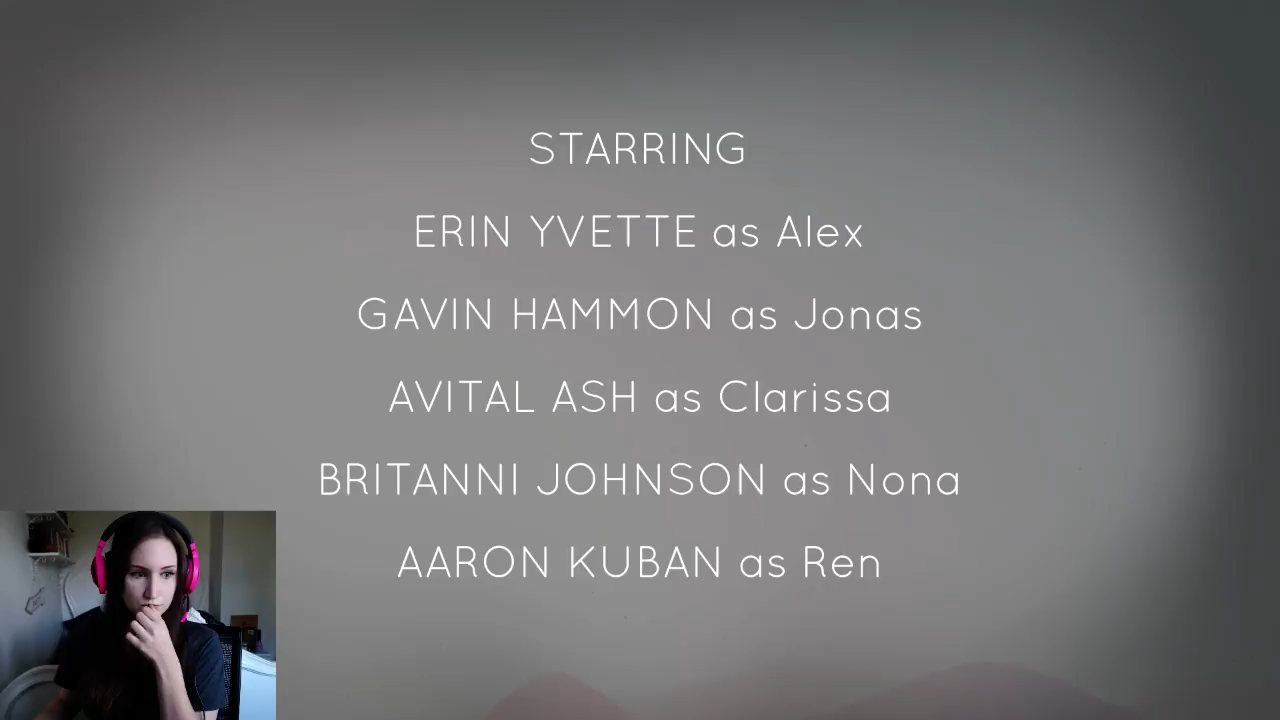 STARRING
ERIN YVETTE as Alex
GAVIN HAMMON as Jonas
AVITAL ASH as Clarissa
BRITANNI JOHNSON as Nona
AARON KUBAN as Ren